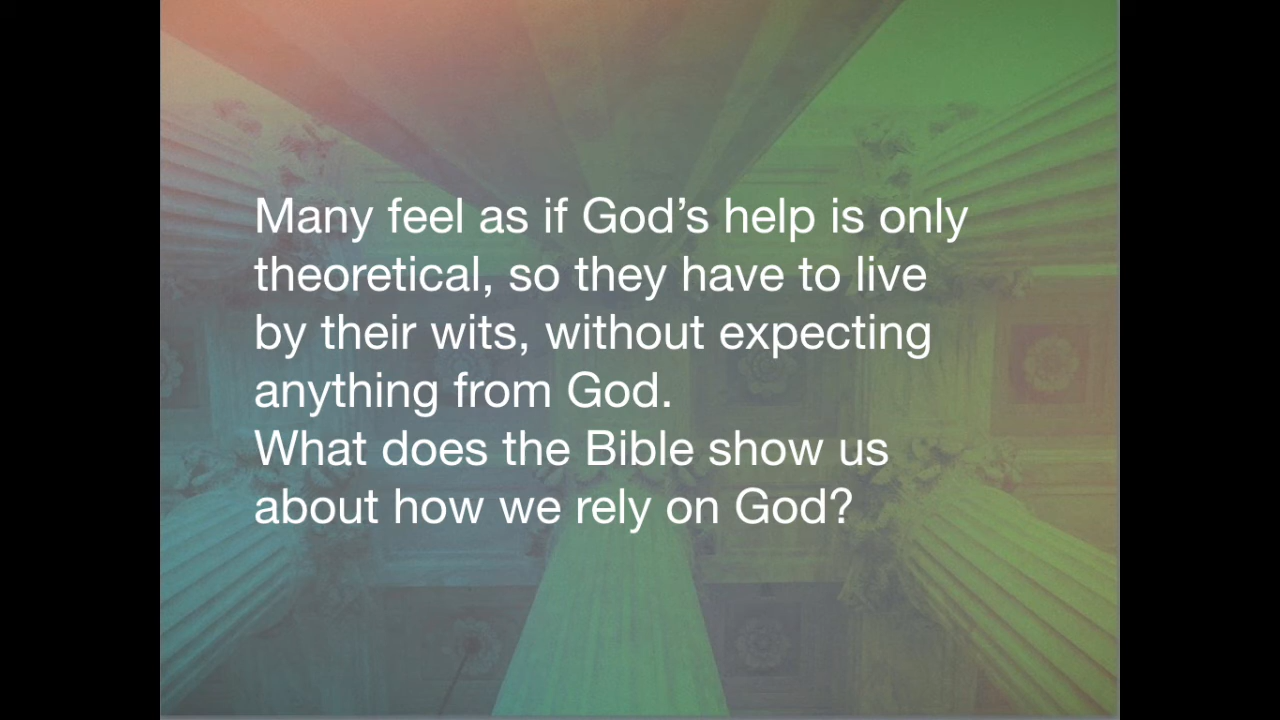 Many feel as if God’s help is only
theoretical, so they have to live
by their wits, without expecting
anything from God.
What does the Bible show us
about how we rely on God?